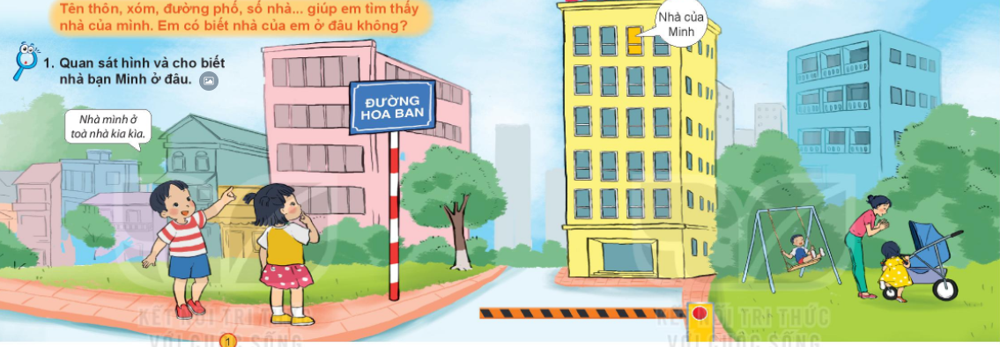 Tên thôn, xóm, đường phố, số nhà... giúp em tìm thấy
nhà của mình. Em có biết nhà của em ở đâu không?
1. Quan sát hình và cho biết
nhà bạn Minh ở đâu.
Nhà mình ở
toà nhà kia kìa.
ĐƯỜNG
HOA BAN
Nhà của
Minh
KẾT NỐI TRI THỨC
VỚI CUỘC SỐNG
KẾT NỐI TRI THỨC
VỚI CUỘC SỐNG
1